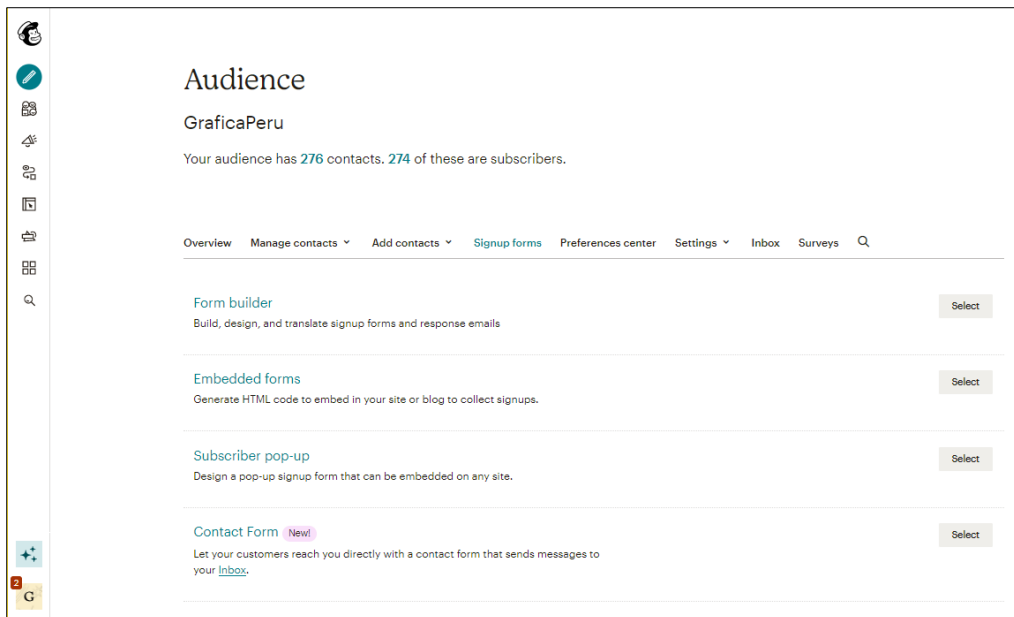 Audience
GraficaPeru
Your audience has 276 contacts. 274 of these are subscribers.
Overview Manage contacts Add contacts Signup forms Preferences center Settings Inbox Surveys
Form builder
Select
Build, design, and translate signup forms and response emails
Embedded forms
Select
Generate HTML code to embed in your site or blog to collect signups.
Subscriber pop-up
Select
Design a pop-up signup form that can be embedded on any site.
Contact Form New!
Select
Let your customers reach you directly with a contact form that sends messages to
your Inbox.
2
G